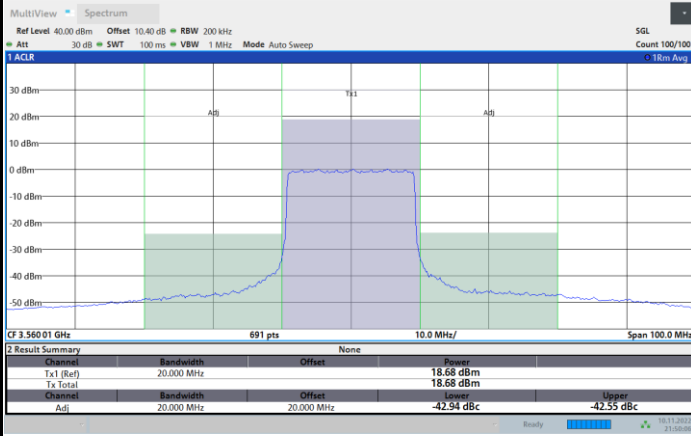 MultiView Spectrum
Ref Level 40.00 dBm Offset 10.40 dB RBW 200 kHz SGL
Att 30 dB SWT 100 ms VBW 1 MHz Mode Auto Sweep Count 100/100
1 ACLR 1Rm Avg
30 dBm
Tx1
20 dBm
Adj Adj
10 dBm
0 dBm
-10 dBm
-20 dBm
-30 dBm
-40 dBm
-50 dBm
CF 3.560 01 GHz 691 pts 10.0 MHz/ Span 100.0 MHz
2 Result Summary None
Channel Bandwidth Offset Power
Tx1 (Ref) 20.000 MHz 18.68 dBm
Tx Total 18.68 dBm
Channel Bandwidth Offset Lower Upper
Adj 20.000 MHz 20.000 MHz -42.94 dBc -42.55 dBc
Ready 10.11.2022